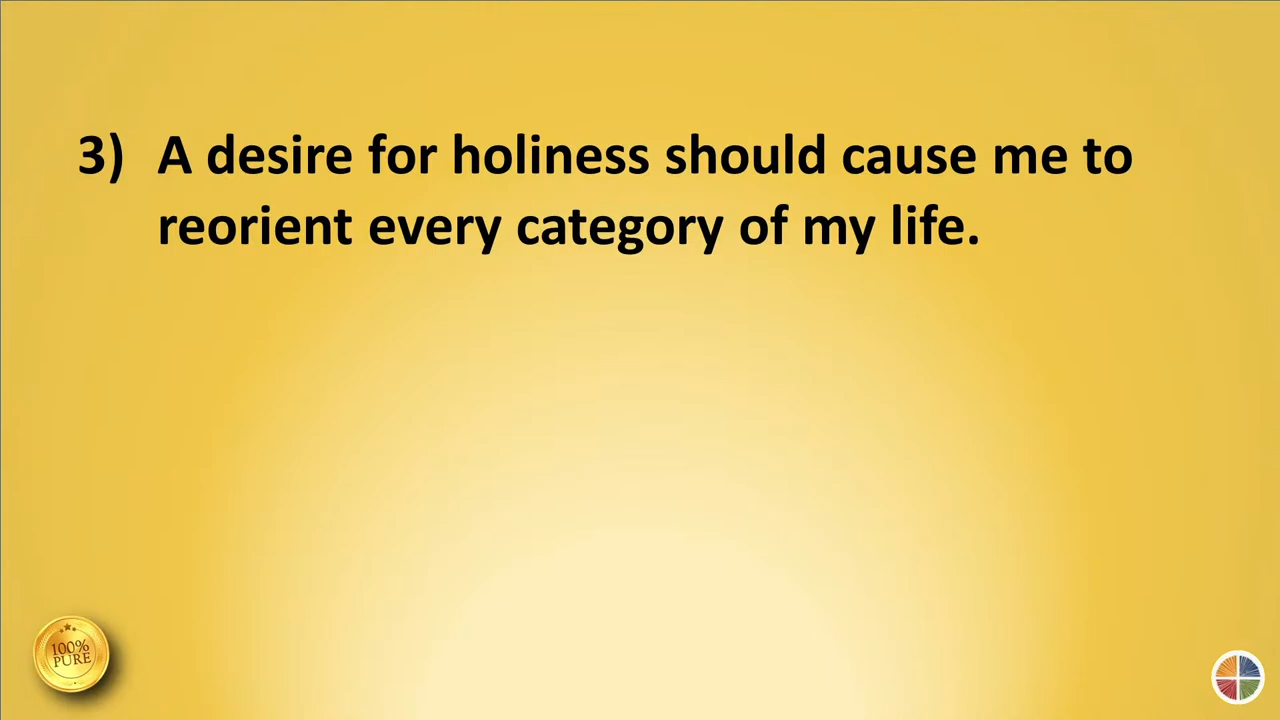 3) A desire for holiness should cause me to
reorient every category of my life.
100%
PURE